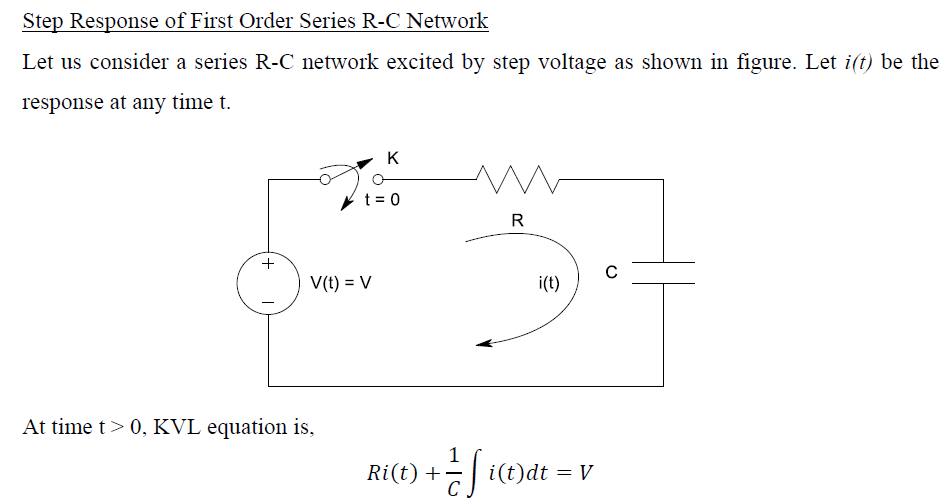 Step Response of First Order Series R-C Network
Let us consider a series R-C network excited by step voltage as shown in figure. Let i(t) be the
response at any time t.
K
t = 0
R
+
V(t) = V
i(t)
C
–
At time t > 0, KVL equation is,
Ri(t) + 1/C ∫ i(t)dt = V